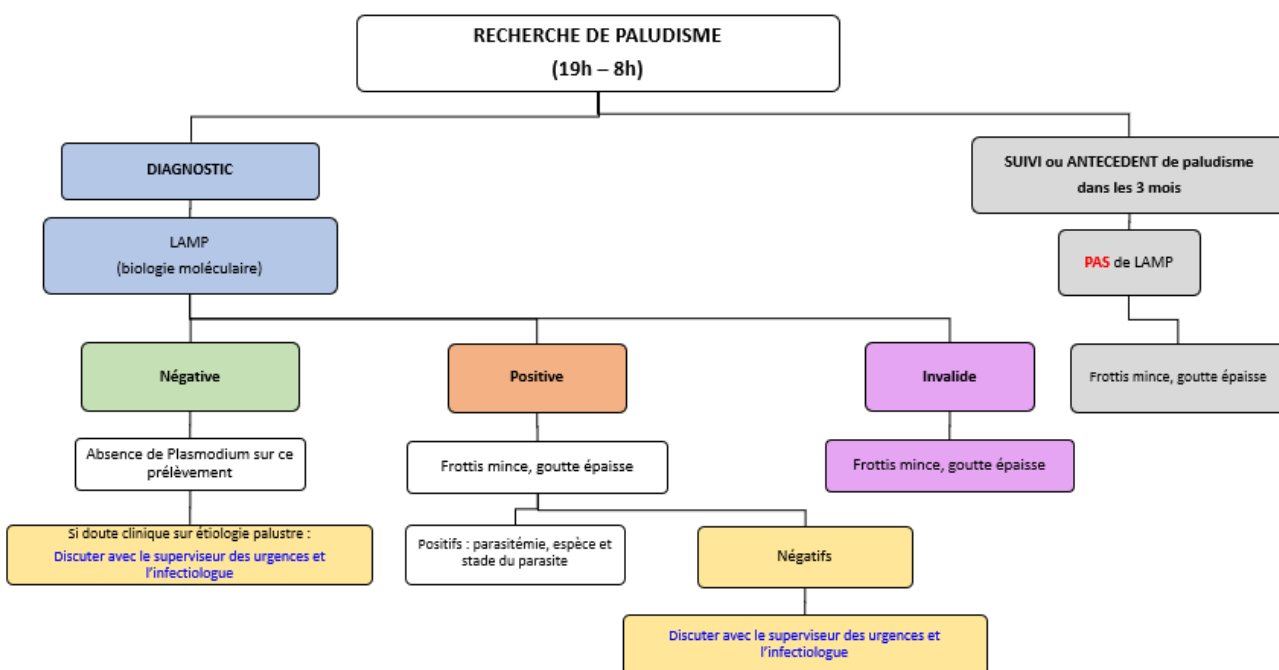 RECHERCHE DE PALUDISME
(19h – 8h)
DIAGNOSTIC
SUIVI ou ANTECEDENT de paludisme
dans les 3 mois
LAMP
(biologie moléculaire)
PAS de LAMP
Négative
Positive
Invalide
Frottis mince, goutte épaisse
Absence de Plasmodium sur ce
prélèvement
Frottis mince, goutte épaisse
Frottis mince, goutte épaisse
Si doute clinique sur étiologie palustre :
Discuter avec le superviseur des urgences et
l’infectiologue
Positifs : parasitémie, espèce et
stade du parasite
Négatifs
Discuter avec le superviseur des urgences et
l’infectiologue